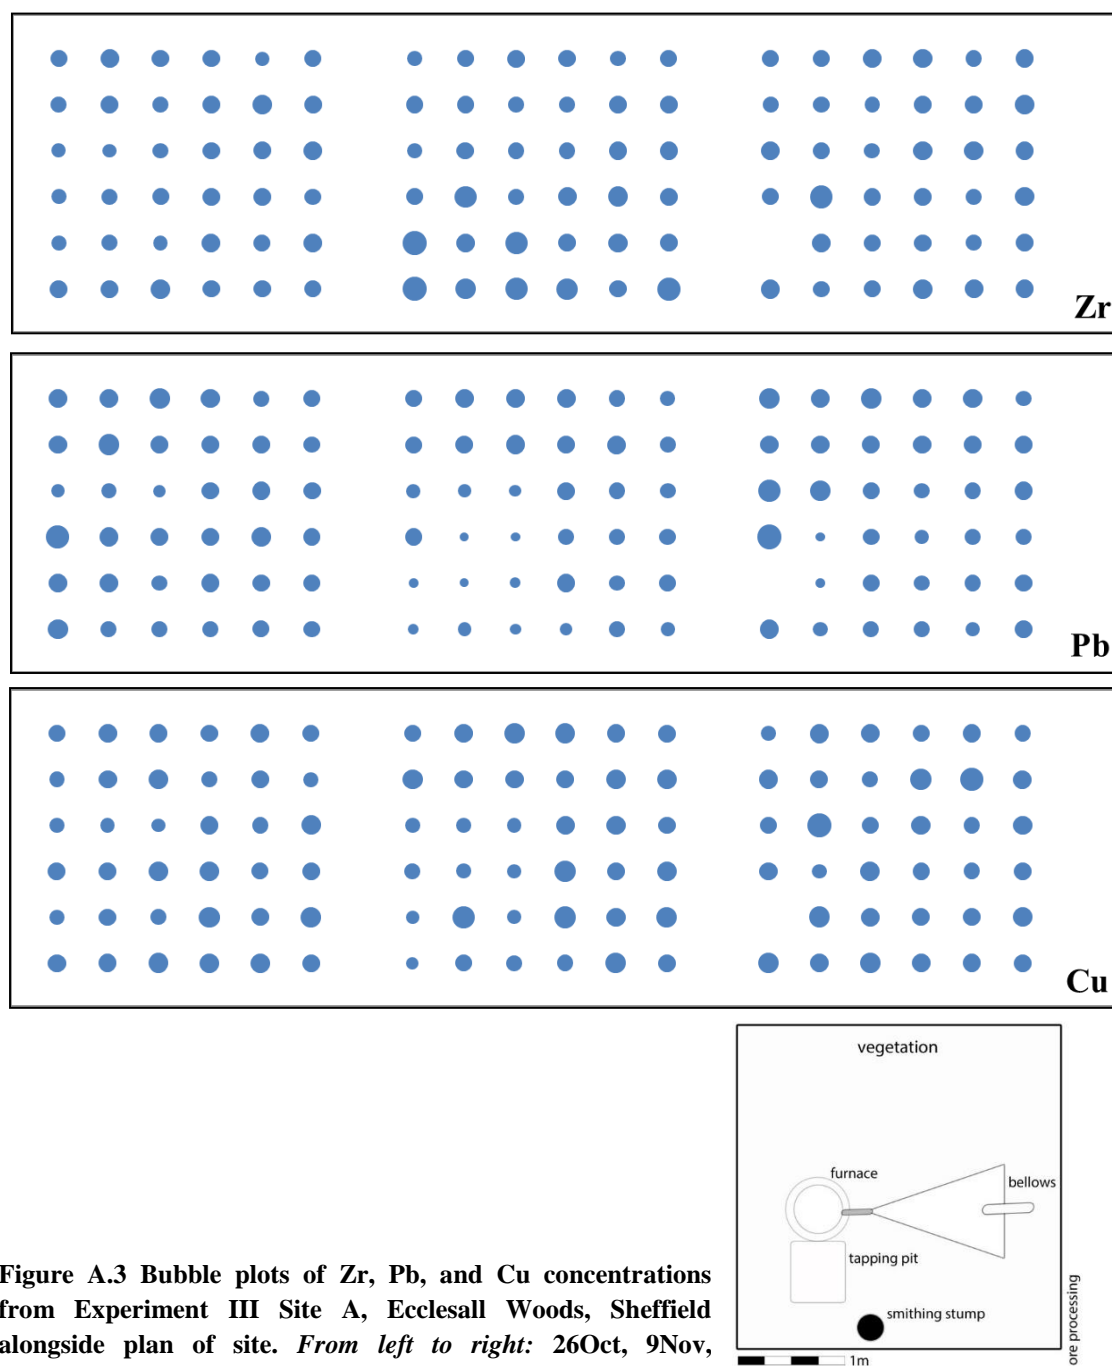 Zr
Pb
Cu
vegetation
furnace
bellows
tapping pit
smithing stump
ore processing
1m
Figure A.3 Bubble plots of Zr, Pb, and Cu concentrations
from Experiment III Site A, Ecclesall Woods, Sheffield
alongside plan of site. From left to right: 26Oct, 9Nov,